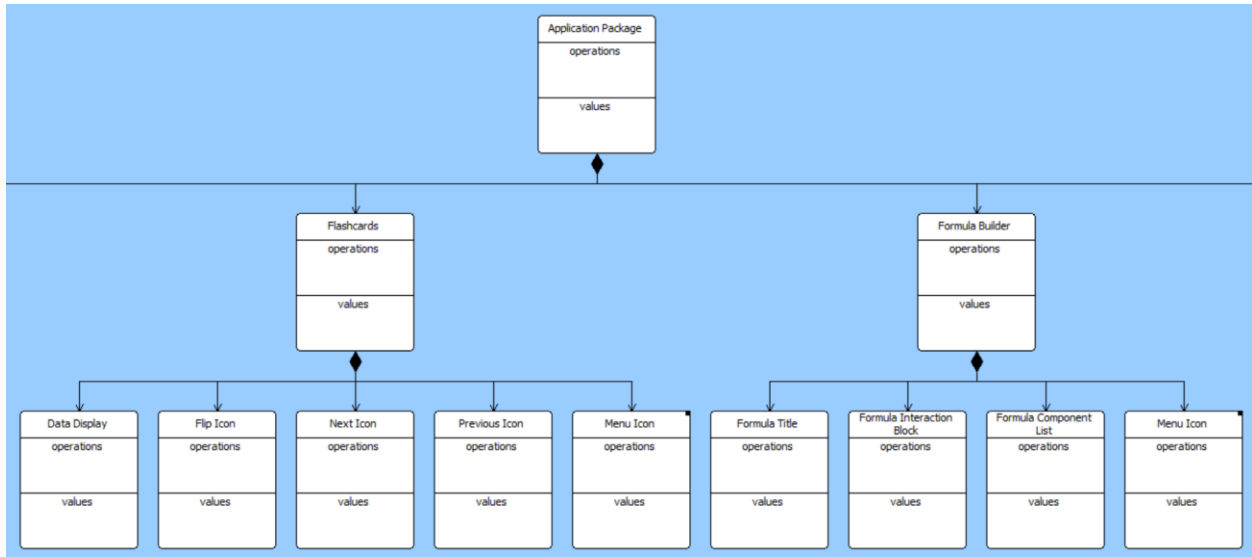 Application Package
operations
values
Flashcards
operations
values
Formula Builder
operations
values
Data Display
operations
values
Flip Icon
operations
values
Next Icon
operations
values
Previous Icon
operations
values
Menu Icon
operations
values
Formula Title
operations
values
Formula Interaction
Block
operations
values
Formula Component
List
operations
values
Menu Icon
operations
values